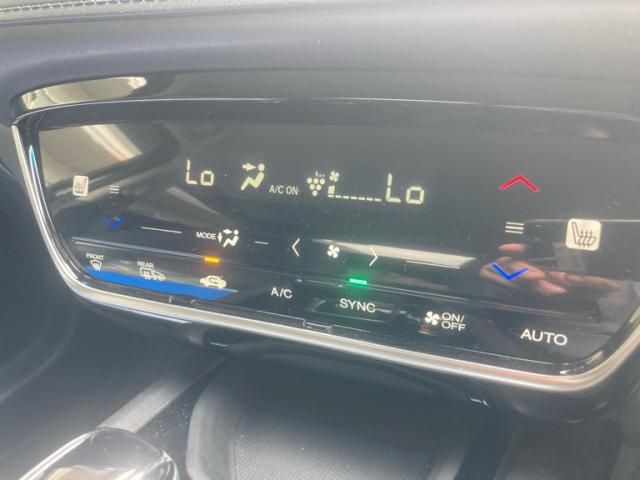 Lo A/C ON Lo
MODE
FRONT REAR A/C SYNC ON/OFF AUTO